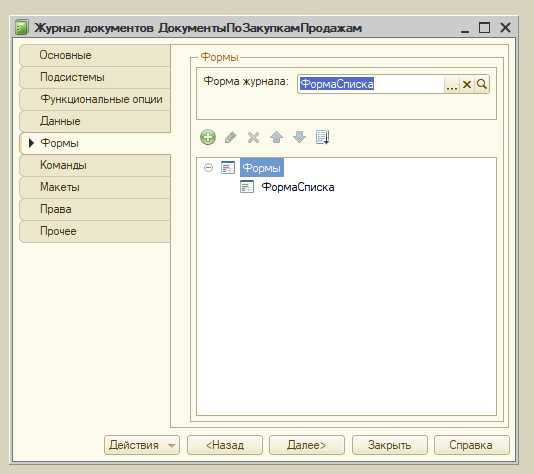 Журнал документов ДокументыПоЗакупкамПродажам
Основные
Подсистемы
Функциональные опции
Данные
Формы
Команды
Макеты
Права
Прочее
Формы
Форма журнала: ФормаСписка ...
Формы
ФормаСписка
Действия <Назад Далее> Закрыть Справка